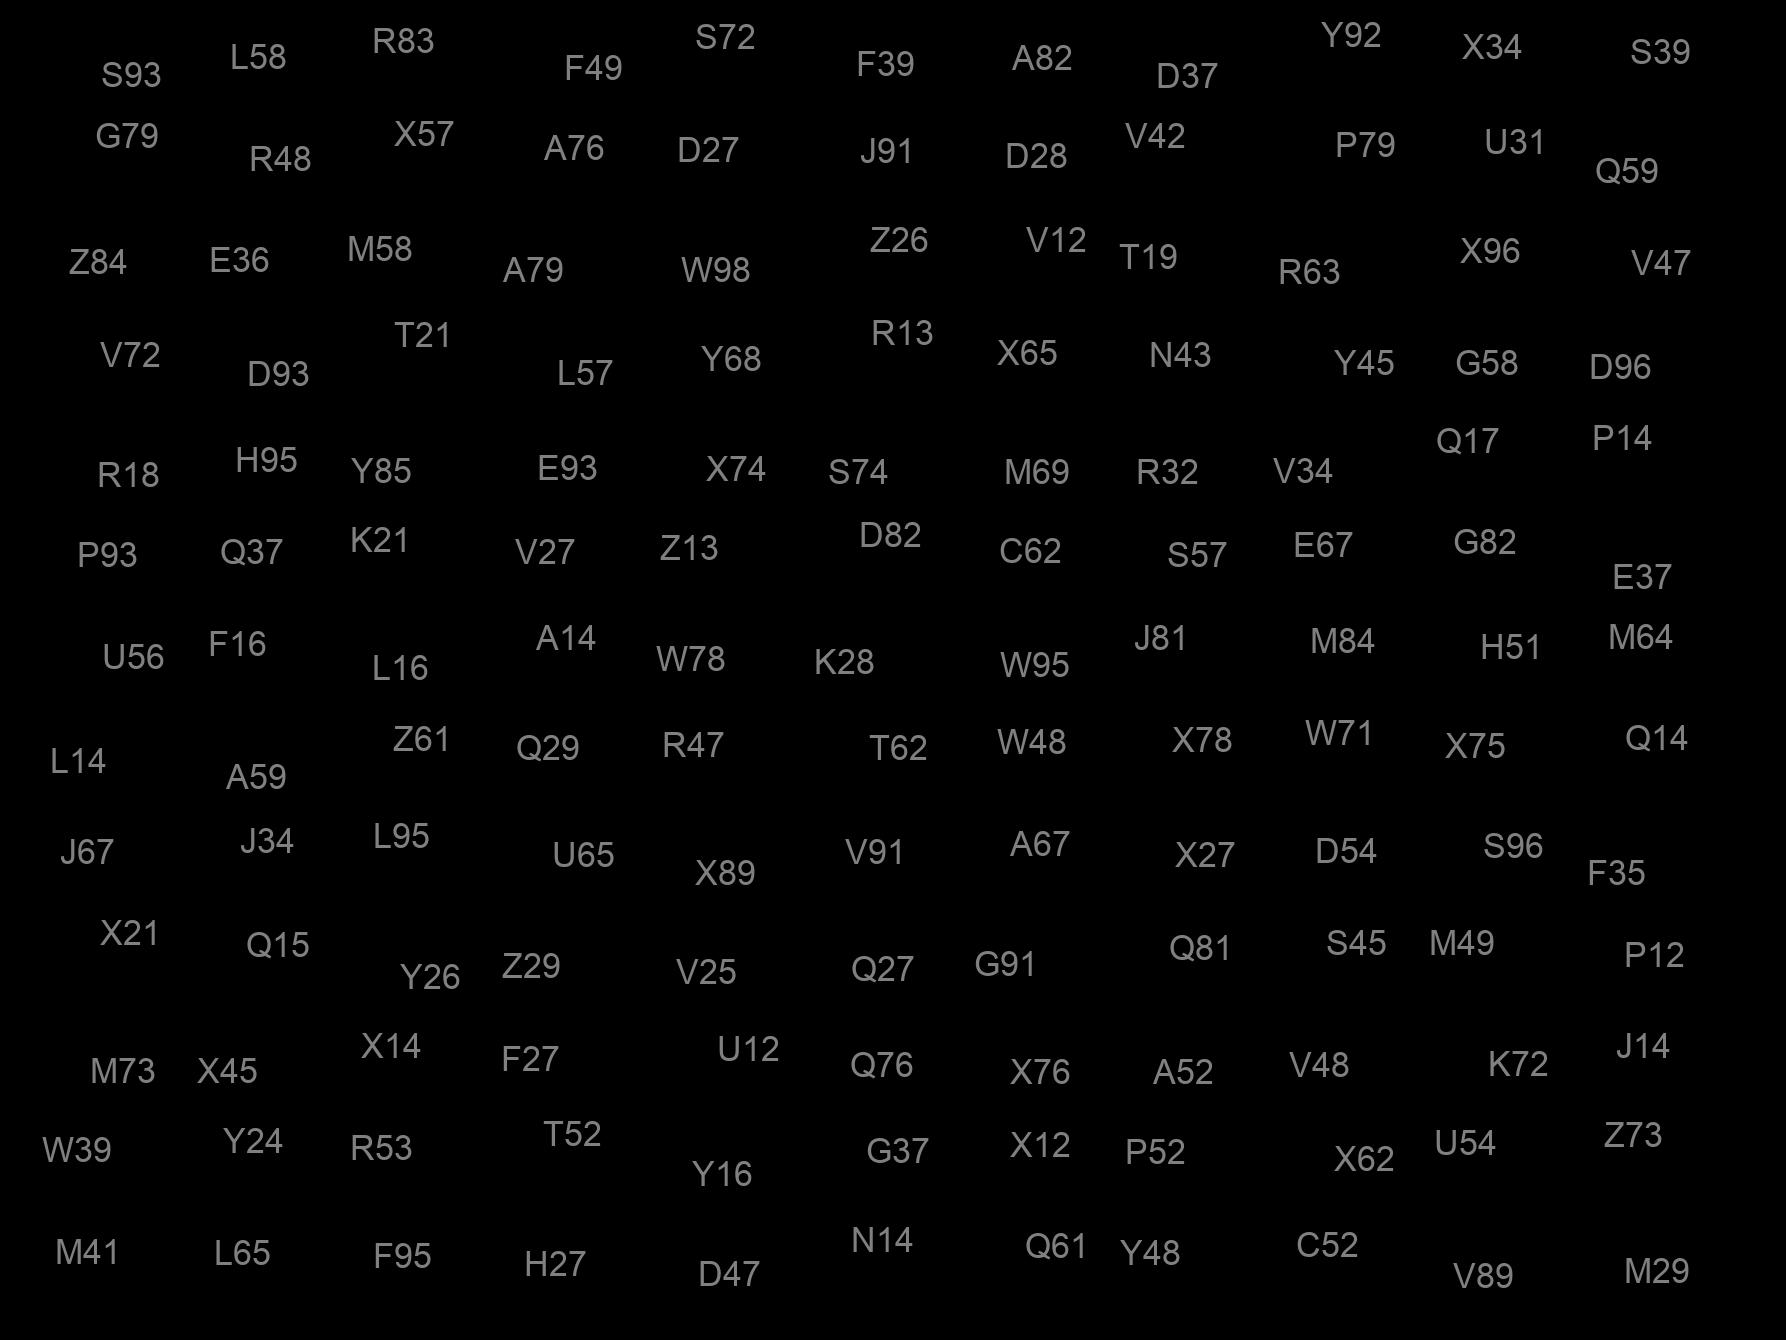 S93 L58 R83 F49 S72 F39 A82 D37 Y92 X34 S39
G79 R48 X57 A76 D27 J91 D28 V42 P79 U31 Q59
Z84 E36 M58 A79 W98 Z26 V12 T19 R63 X96 V47
V72 D93 T21 L57 Y68 R13 X65 N43 Y45 G58 D96
R18 H95 Y85 E93 X74 S74 M69 R32 V34 Q17 P14
P93 Q37 K21 V27 Z13 D82 C62 S57 E67 G82 E37
U56 F16 L16 A14 W78 K28 W95 J81 M84 H51 M64
L14 A59 Z61 Q29 R47 T62 W48 X78 W71 X75 Q14
J67 J34 L95 U65 X89 V91 A67 X27 D54 S96 F35
X21 Q15 Y26 Z29 V25 Q27 G91 Q81 S45 M49 P12
M73 X45 X14 F27 U12 Q76 X76 A52 V48 K72 J14
W39 Y24 R53 T52 Y16 G37 X12 P52 X62 U54 Z73
M41 L65 F95 H27 D47 N14 Q61 Y48 C52 V89 M29